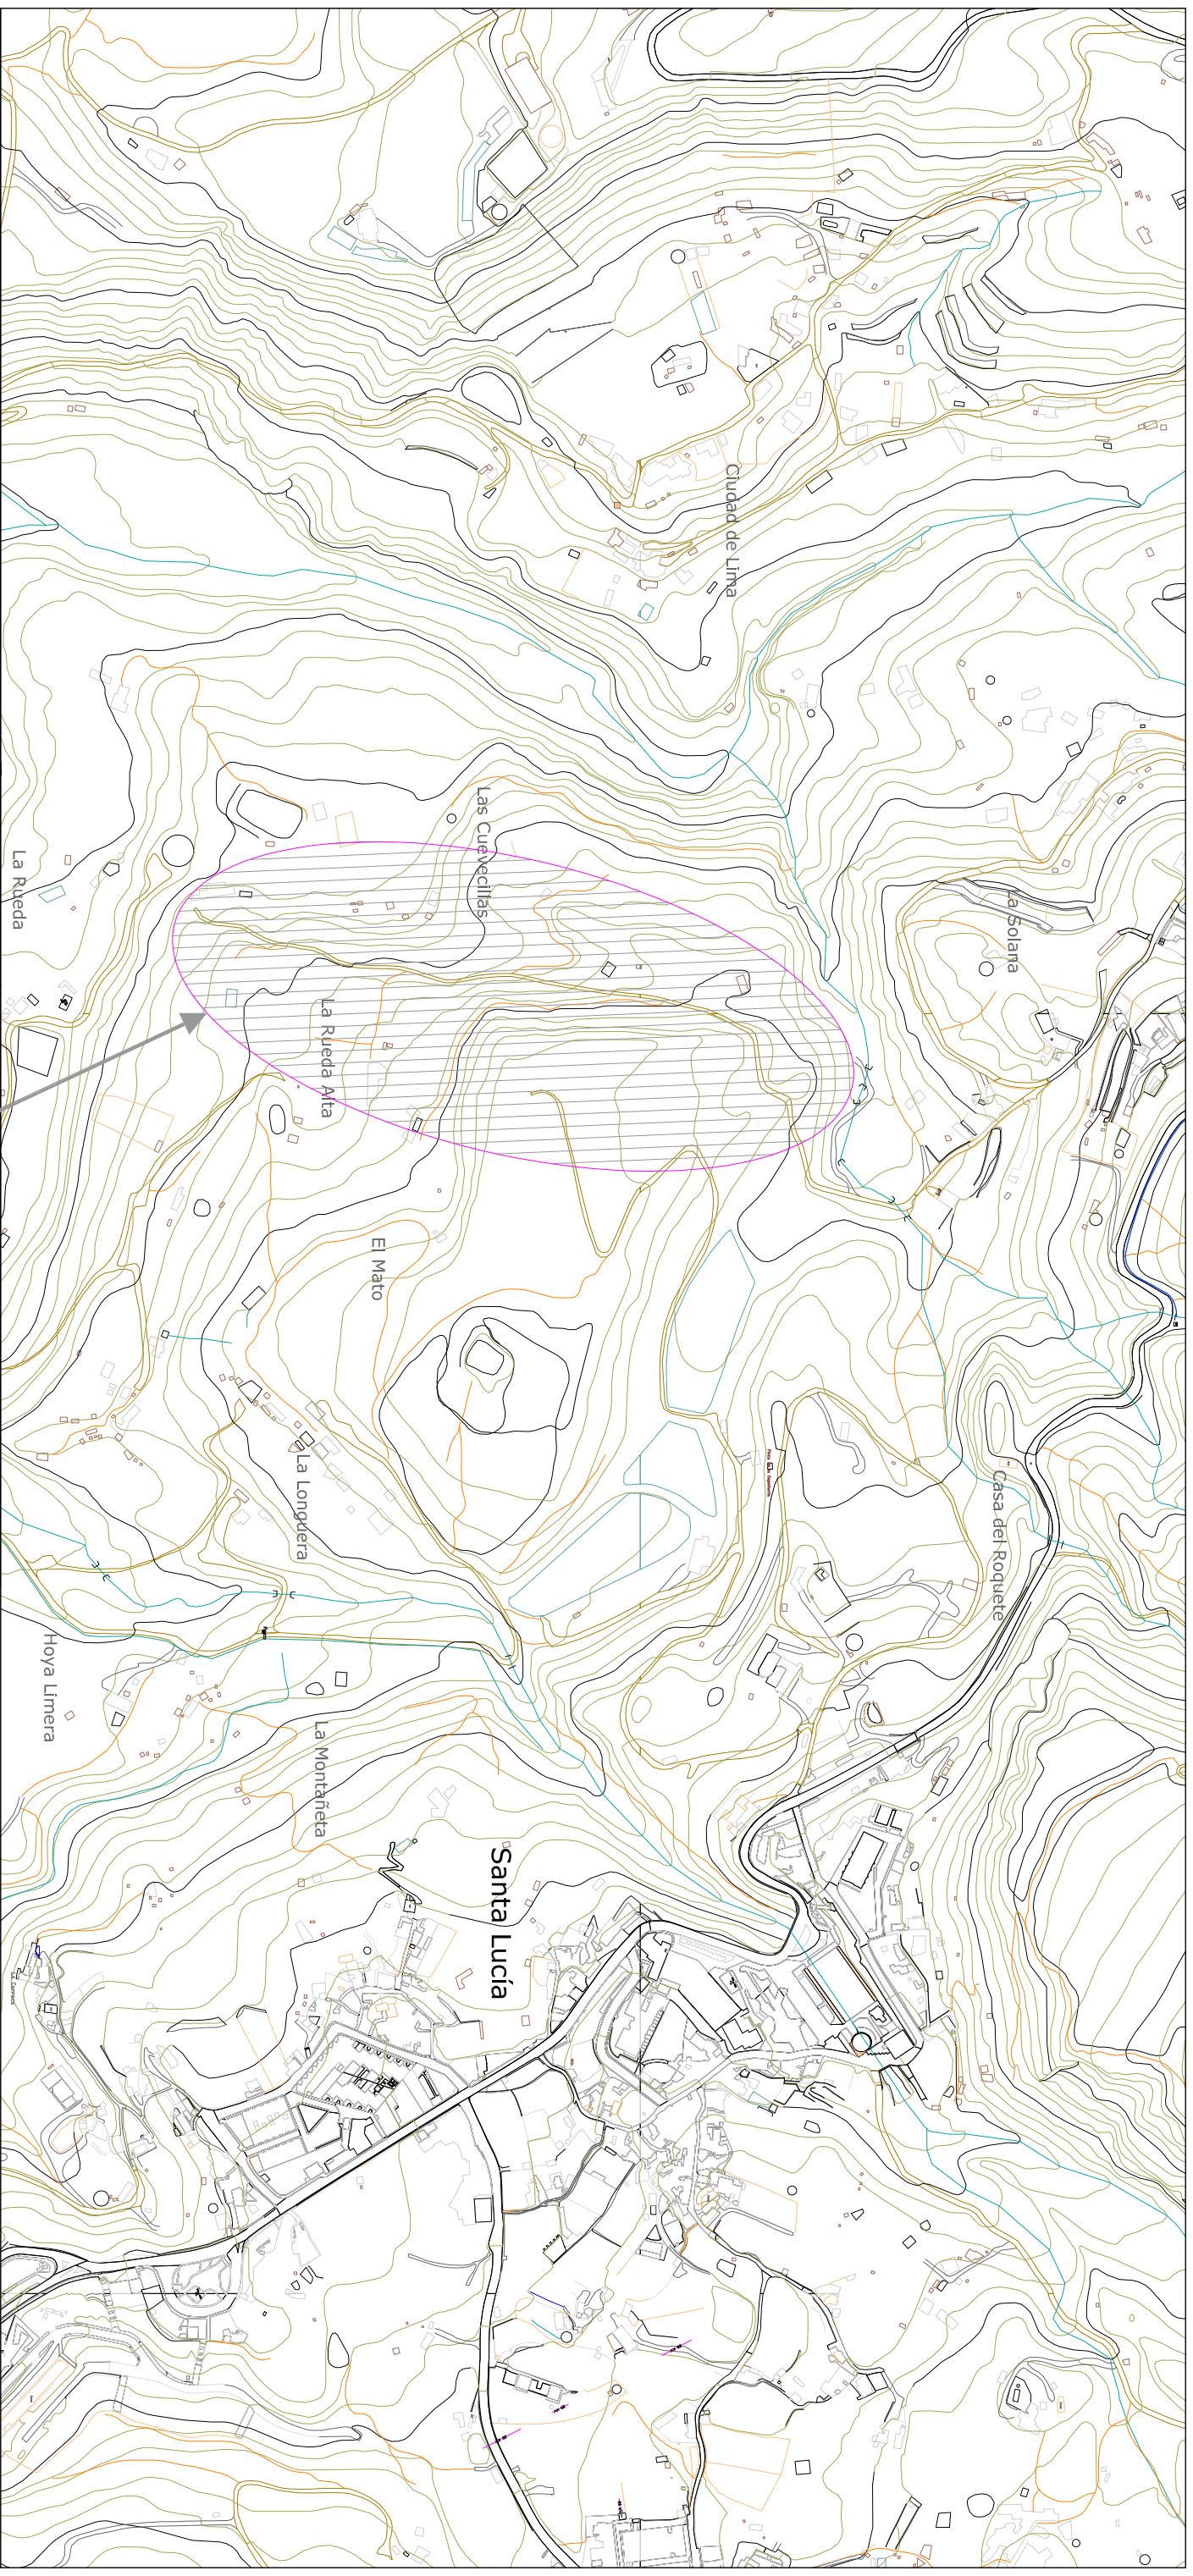 Ciudad de Lima
Las Cuevecillas
La Solana
La Rueda
La Rueda Alta
El Mato
La Longuera
Casa del Roquete
Hoya Limera
La Montañeta
Santa Lucía